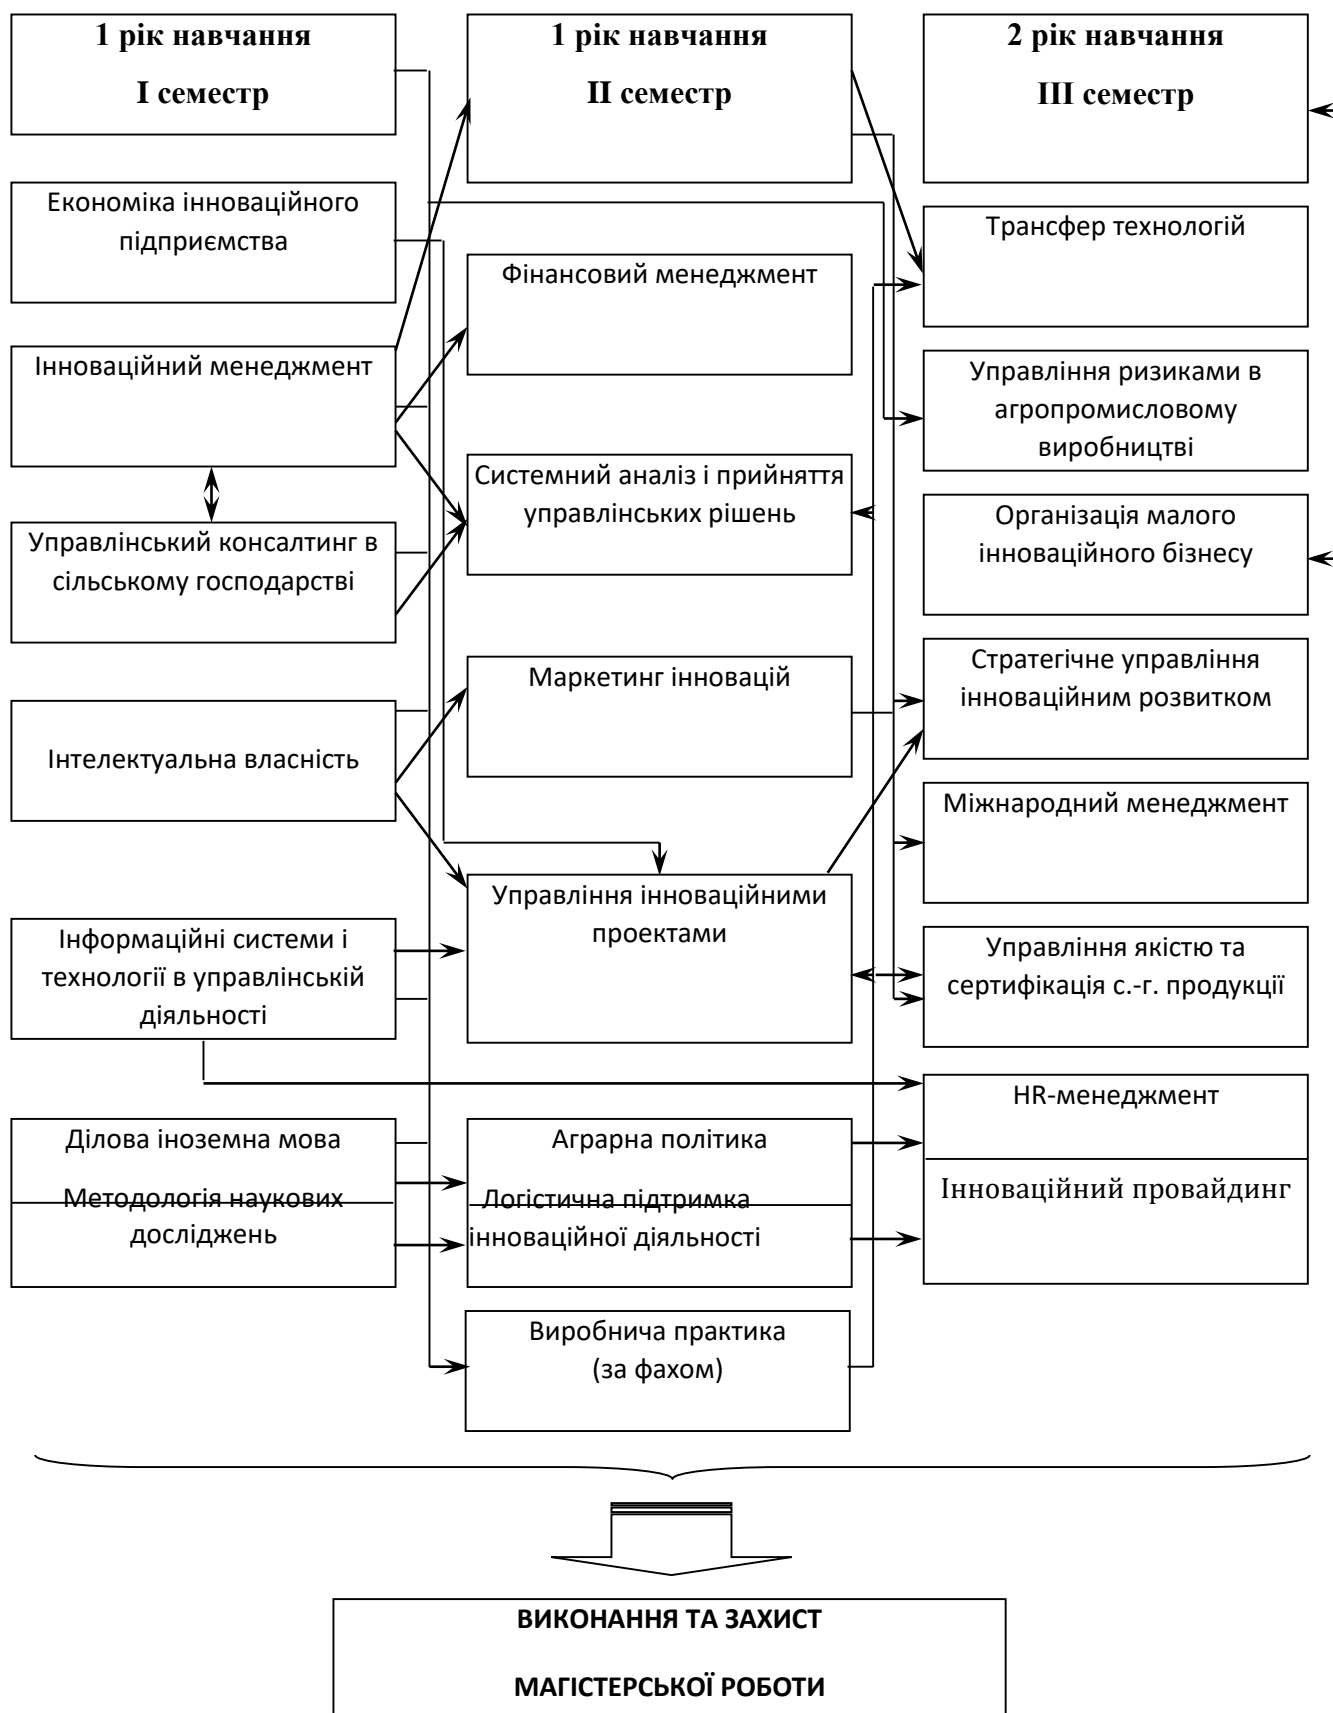 1 рік навчання
I семестр
Економіка інноваційного
підприємства
Інноваційний менеджмент
Управлінський консалтинг в
сільському господарстві
Інтелектуальна власність
Інформаційні системи і
технології в управлінській
діяльності
Ділова іноземна мова
Методологія наукових
досліджень
1 рік навчання
II семестр
Фінансовий менеджмент
Системний аналіз і прийняття
управлінських рішень
Маркетинг інновацій
Управління інноваційними
проектами
Аграрна політика
Логістична підтримка
інноваційної діяльності
Виробнича практика
(за фахом)
2 рік навчання
III семестр
Трансфер технологій
Управління ризиками в
агропромисловому
виробництві
Організація малого
інноваційного бізнесу
Стратегічне управління
інноваційним розвитком
Міжнародний менеджмент
Управління якістю та
сертифікація с.-г. продукції
HR-менеджмент
Інноваційний провайдинг
ВИКОНАННЯ ТА ЗАХИСТ
МАГІСТЕРСЬКОЇ РОБОТИ